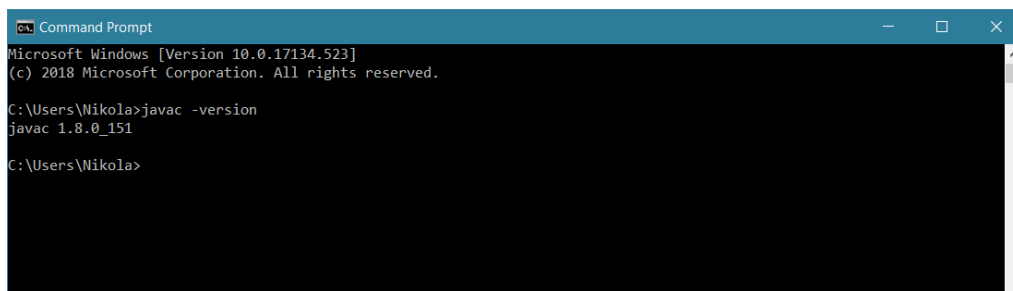 Command Prompt
Microsoft Windows [Version 10.0.17134.523]
(c) 2018 Microsoft Corporation. All rights reserved.
C:\Users\Nikola>javac -version
javac 1.8.0_151
C:\Users\Nikola>